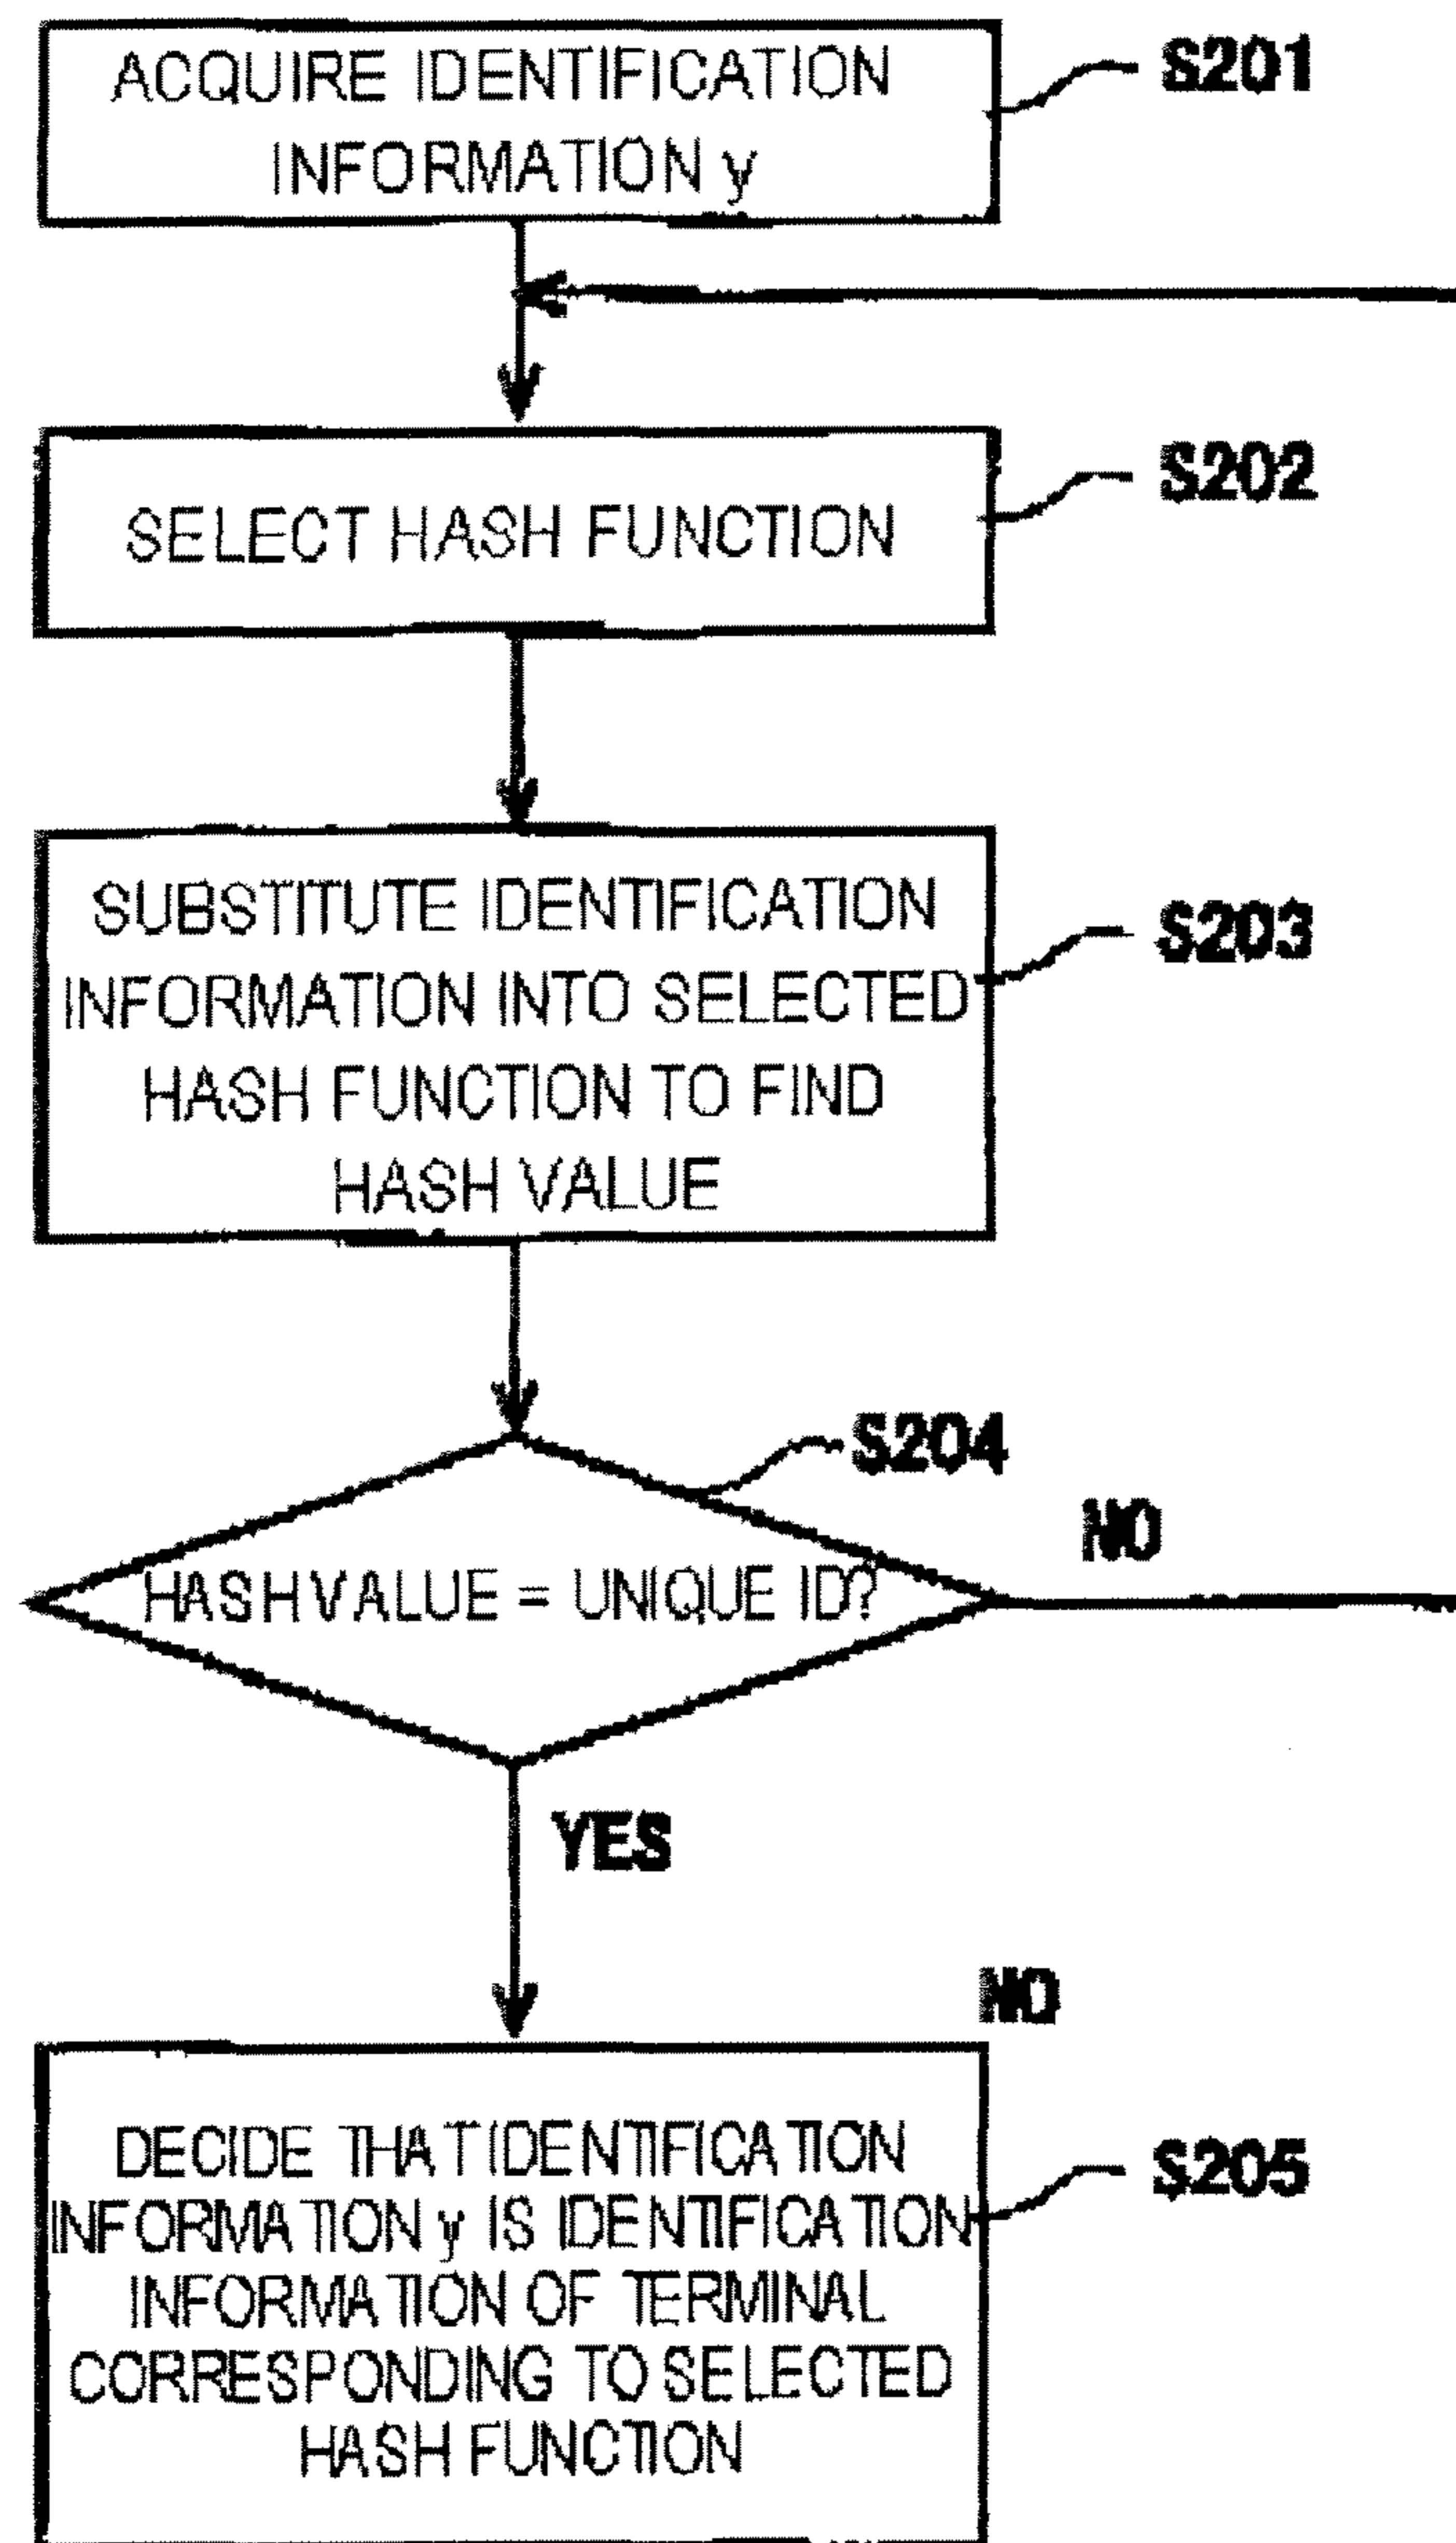 ACQUIRE IDENTIFICATION
INFORMATION y
S201
SELECT HASH FUNCTION
S202
SUBSTITUTE IDENTIFICATION
INFORMATION INTO SELECTED
HASH FUNCTION TO FIND
HASH VALUE
S203
S204
HASH VALUE = UNIQUE ID?
NO
YES
NO
DECIDE THAT IDENTIFICATION
INFORMATION y IS IDENTIFICATION
INFORMATION OF TERMINAL
CORRESPONDING TO SELECTED
HASH FUNCTION
S205